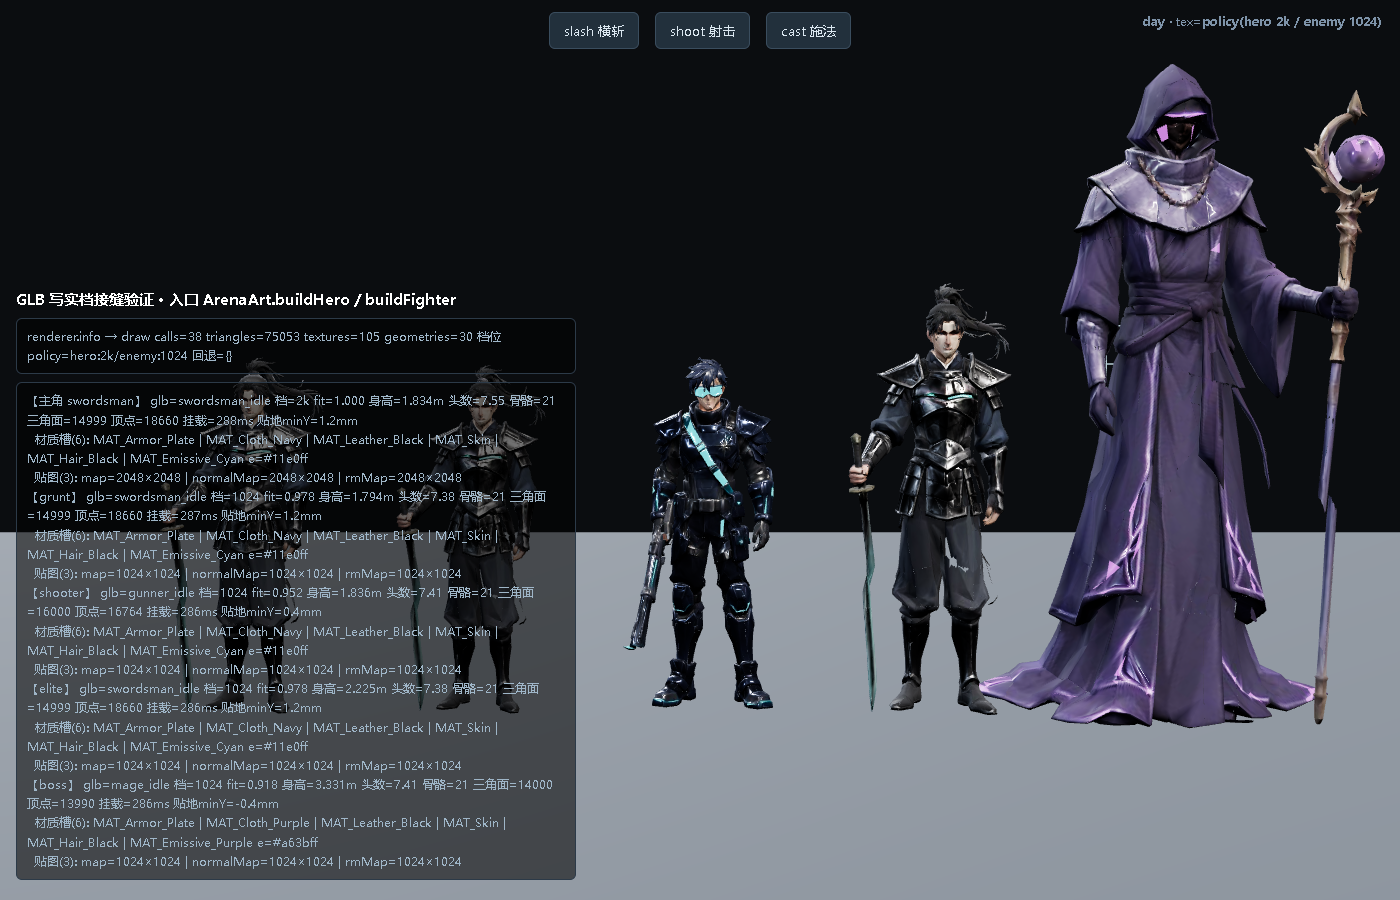 slash 横斩
shoot 射击
cast 施法
day · tex=policy(hero 2k / enemy 1024)
GLB 写实档接缝验证 • 入口 ArenaArt.buildHero / buildFighter
renderer.info → draw calls=38 triangles=75053 textures=105 geometries=30 档位
policy=hero:2k/enemy:1024 回退={}
【主角 swordsman】 glb=swordsman_idle 档=2k fit=1.000 身高=1.834m 头数=7.55 骨骼=21
三角面=14999 顶点=18660 挂载=288ms 贴地minY=1.2mm
材质槽(6): MAT_Armor_Plate | MAT_Cloth_Navy | MAT_Leather_Black | MAT_Skin |
MAT_Hair_Black | MAT_Emissive_Cyan e=#11e0ff
贴图(3): map=2048×2048 | normalMap=2048×2048 | rmMap=2048×2048
【grunt】 glb=swordsman_idle 档=1024 fit=0.978 身高=1.794m 头数=7.38 骨骼=21 三角面
=14999 顶点=18660 挂载=287ms 贴地minY=1.2mm
材质槽(6): MAT_Armor_Plate | MAT_Cloth_Navy | MAT_Leather_Black | MAT_Skin |
MAT_Hair_Black | MAT_Emissive_Cyan e=#11e0ff
贴图(3): map=1024×1024 | normalMap=1024×1024 | rmMap=1024×1024
【shooter】 glb=gunner_idle 档=1024 fit=0.952 身高=1.836m 头数=7.41 骨骼=21 三角面
=16000 顶点=16764 挂载=286ms 贴地minY=0.4mm
材质槽(6): MAT_Armor_Plate | MAT_Cloth_Navy | MAT_Leather_Black | MAT_Skin |
MAT_Hair_Black | MAT_Emissive_Cyan e=#11e0ff
贴图(3): map=1024×1024 | normalMap=1024×1024 | rmMap=1024×1024
【elite】 glb=swordsman_idle 档=1024 fit=0.978 身高=2.225m 头数=7.38 骨骼=21 三角面
=14999 顶点=18660 挂载=286ms 贴地minY=1.2mm
材质槽(6): MAT_Armor_Plate | MAT_Cloth_Navy | MAT_Leather_Black | MAT_Skin |
MAT_Hair_Black | MAT_Emissive_Cyan e=#11e0ff
贴图(3): map=1024×1024 | normalMap=1024×1024 | rmMap=1024×1024
【boss】 glb=mage_idle 档=1024 fit=0.918 身高=3.331m 头数=7.41 骨骼=21 三角面=14000
顶点=13990 挂载=286ms 贴地minY=-0.4mm
材质槽(6): MAT_Armor_Plate | MAT_Cloth_Purple | MAT_Leather_Black | MAT_Skin |
MAT_Hair_Black | MAT_Emissive_Purple e=#a63bff
贴图(3): map=1024×1024 | normalMap=1024×1024 | rmMap=1024×1024